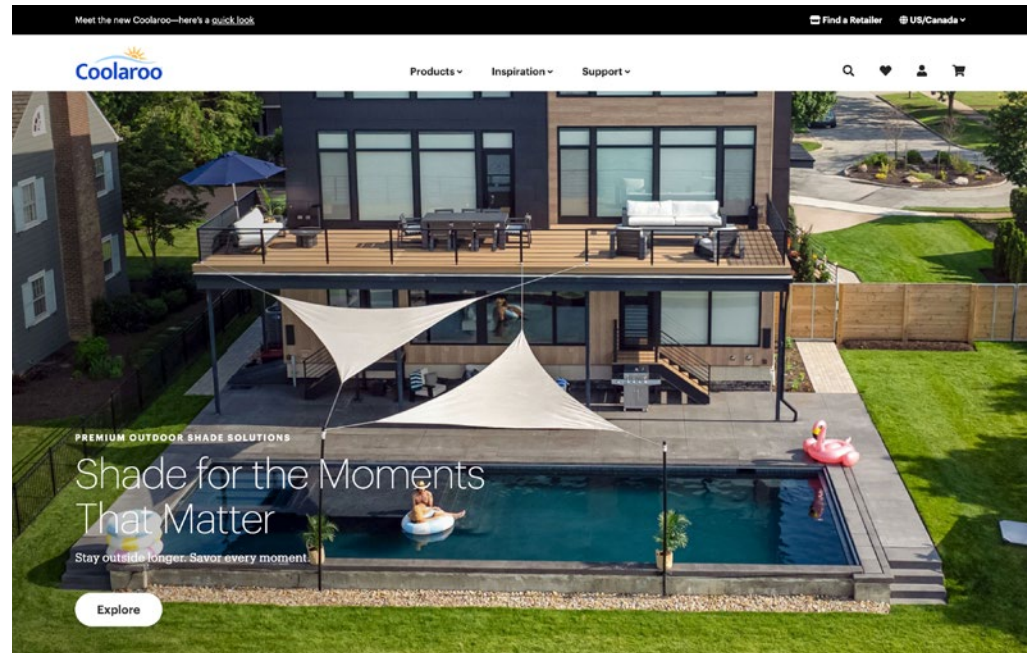 Meet the new Coolaroo—here's a quick look
Find a Retailer
US/Canada
Coolaroo
Products
Inspiration
Support
PREMIUM OUTDOOR SHADE SOLUTIONS
Shade for the Moments
That Matter
Stay outside longer. Savor every moment.
Explore